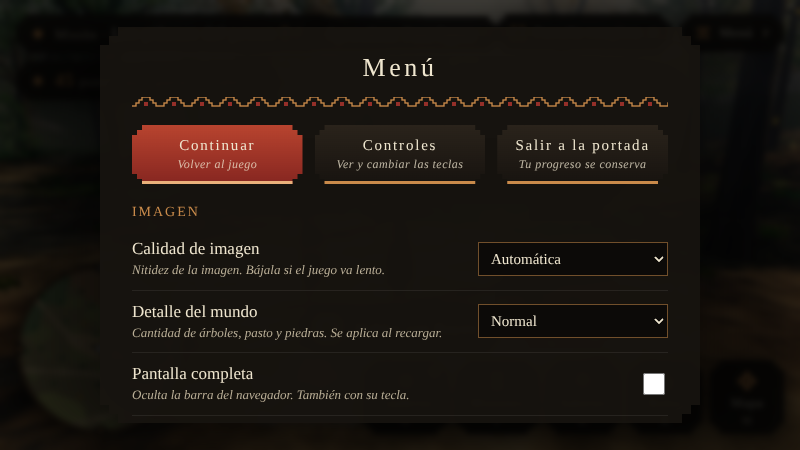 Menú
Continuar
Volver al juego
Controles
Ver y cambiar las teclas
Salir a la portada
Tu progreso se conserva
IMAGEN
Calidad de imagen
Nitidez de la imagen. Bájala si el juego va lento.
Automática
Detalle del mundo
Cantidad de árboles, pasto y piedras. Se aplica al recargar.
Normal
Pantalla completa
Oculta la barra del navegador. También con su tecla.